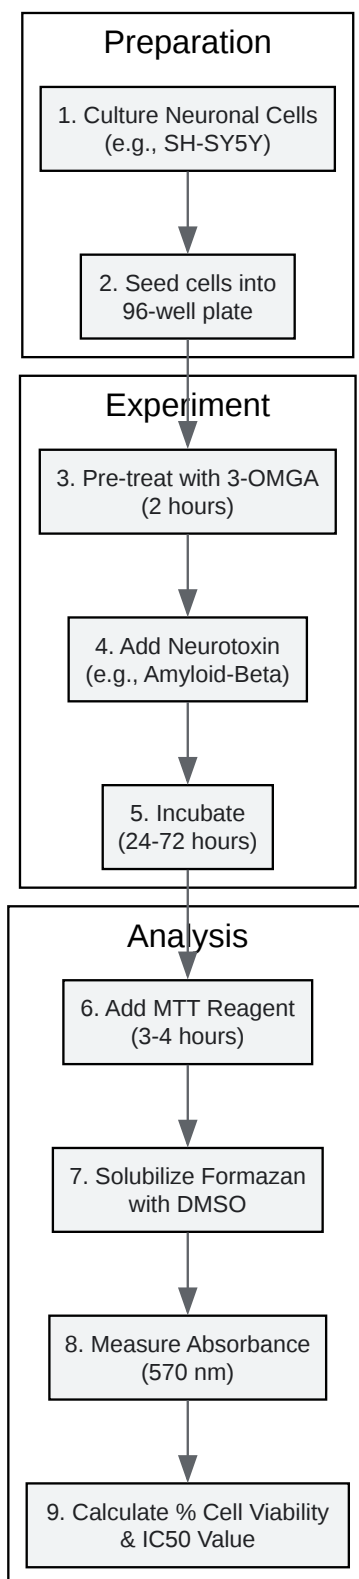 Preparation
1. Culture Neuronal Cells
(e.g., SH-SY5Y)
2. Seed cells into
96-well plate
Experiment
3. Pre-treat with 3-OMGA
(2 hours)
4. Add Neurotoxin
(e.g., Amyloid-Beta)
5. Incubate
(24-72 hours)
Analysis
6. Add MTT Reagent
(3-4 hours)
7. Solubilize Formazan
with DMSO
8. Measure Absorbance
(570 nm)
9. Calculate % Cell Viability
& IC50 Value